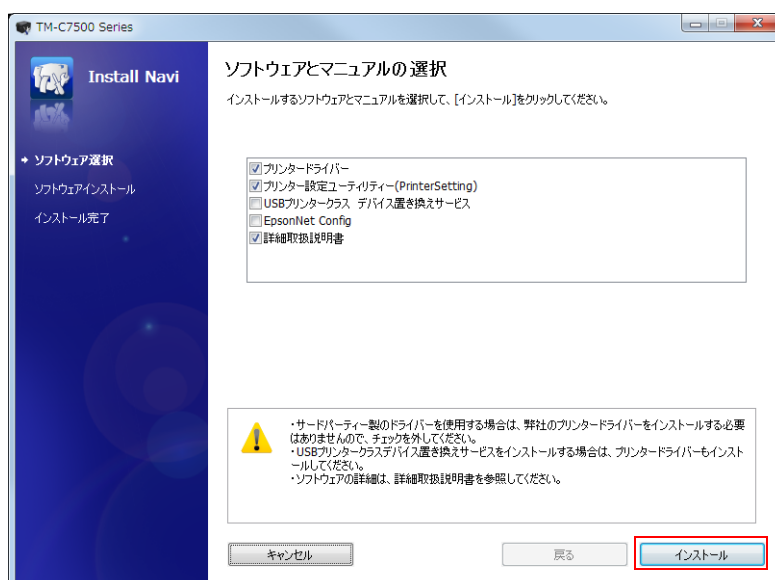 TM-C7500 Series
Install Navi
ソフトウェア選択
ソフトウェアインストール
インストール完了
ソフトウェアとマニュアルの選択
インストールするソフトウェアとマニュアルを選択して、[インストール]をクリックしてください。
プリンタードライバー
プリンター設定ユーティリティー(PrinterSetting)
USBプリンタークラス デバイス置き換えサービス
EpsonNet Config
詳細取扱説明書
・サードパーティー製のドライバーを使用する場合は、弊社のプリンタードライバーをインストールする必要
はありませんので、チェックを外してください。
・USBプリンタークラスデバイス置き換えサービスをインストールする場合は、プリンタードライバーもインスト
ールしてください。
・ソフトウェアの詳細は、詳細取扱説明書を参照してください。
キャンセル
戻る
インストール